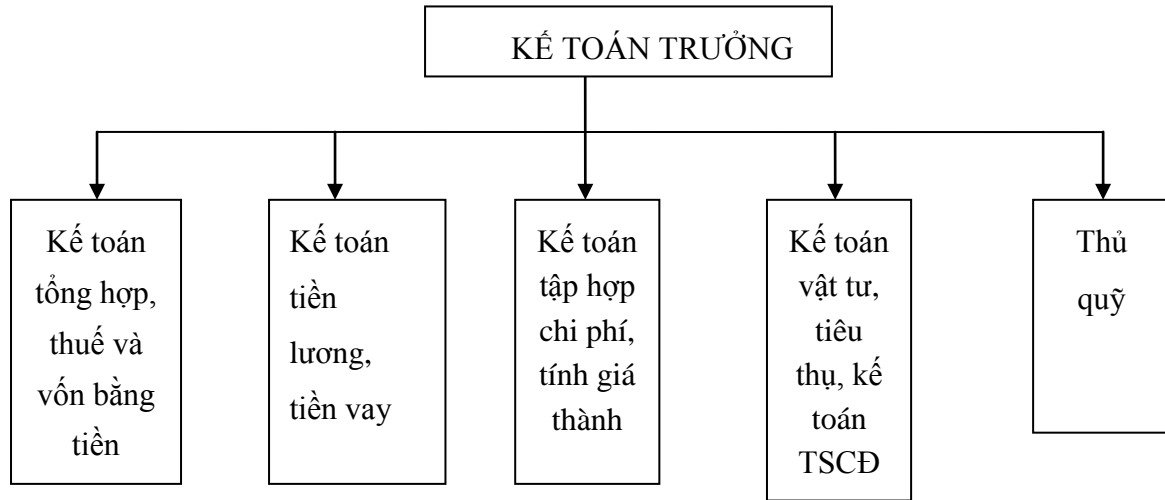 KẾ TOÁN TRƯỞNG
Kế toán
tổng hợp,
thuế và
vốn bằng
tiền
Kế toán
tiền
lương,
tiền vay
Kế toán
tập hợp
chi phí,
tính giá
thành
Kế toán
vật tư,
tiêu
thụ, kế
toán
TSCĐ
Thủ
quỹ